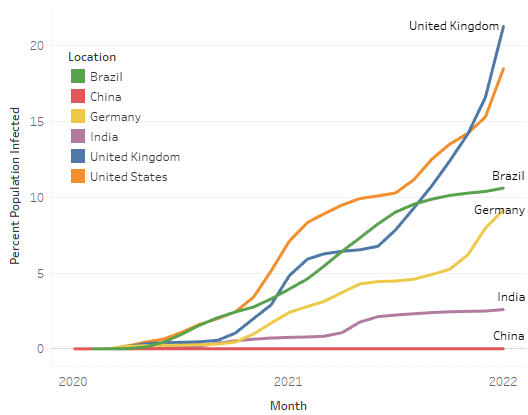 United Kingdom
20
Location
Brazil
China
Germany
India
United Kingdom
United States
15
10
5
0
Percent Population Infected
Brazil
Germany
India
China
2020
2021
2022
Month